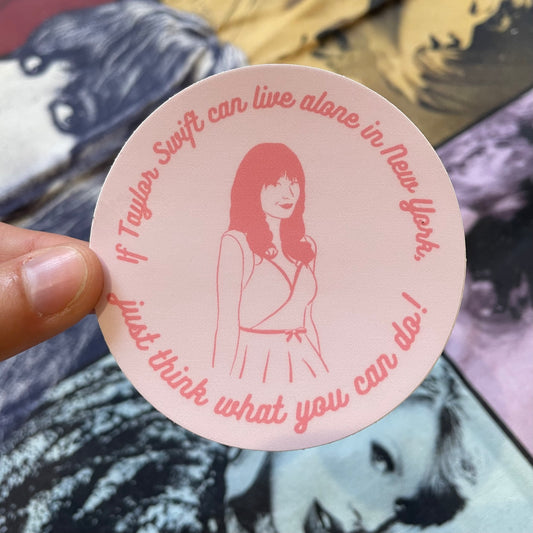 If Taylor Swift can live alone in New York,
just think what you can do!